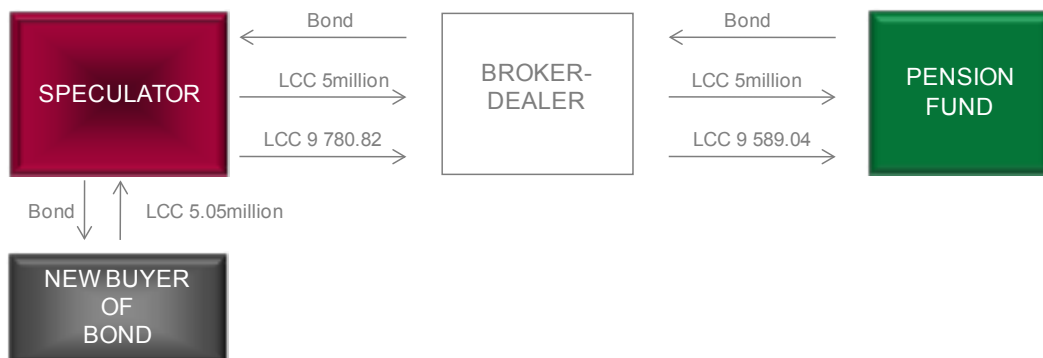 Bond
Bond
SPECULATOR
LCC 5million
BROKER-
DEALER
LCC 5million
PENSION
FUND
LCC 9 780.82
LCC 9 589.04
Bond
LCC 5.05million
NEW BUYER
OF
BOND